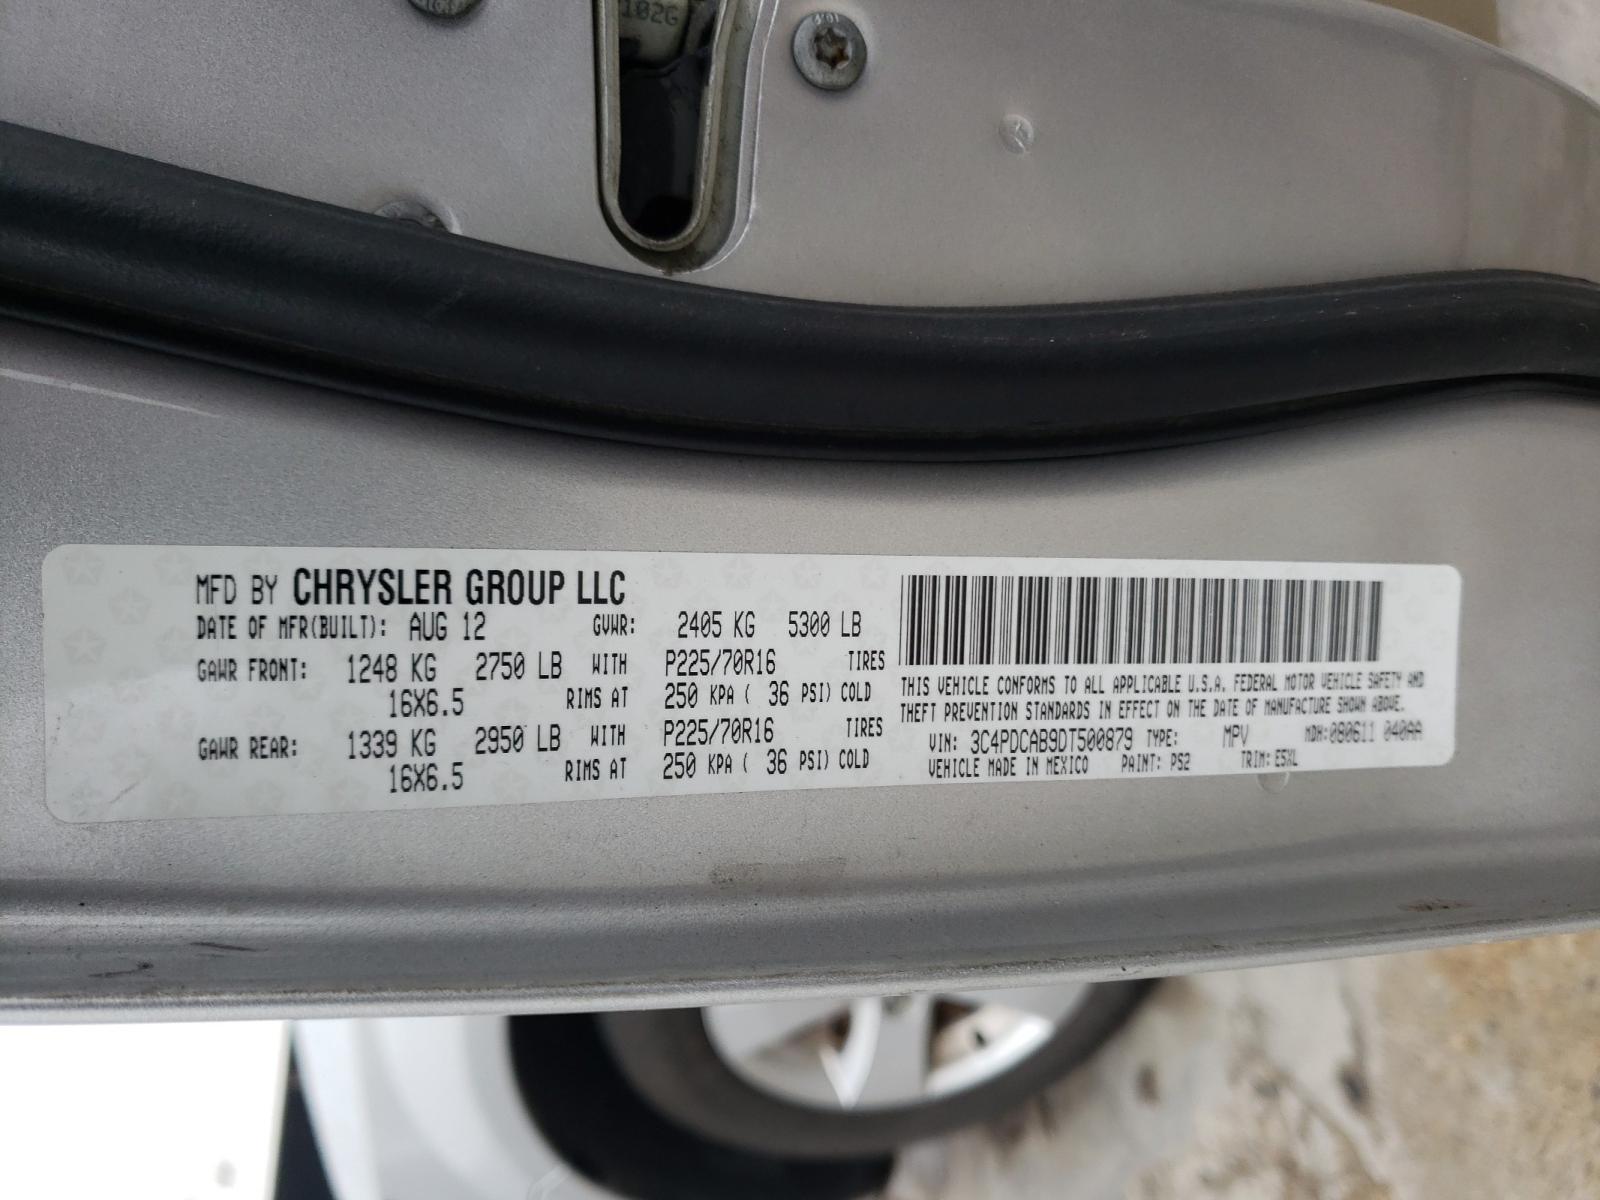 102G
MFD BY CHRYSLER GROUP LLC
DATE OF MFR(BUILT): AUG 12 GVWR: 2405 KG 5300 LB
GAWR FRONT: 1248 KG 2750 LB WITH P225/70R16 TIRES
16X6.5 RIMS AT 250 KPA ( 36 PSI) COLD
GAWR REAR: 1339 KG 2950 LB WITH P225/70R16 TIRES
16X6.5 RIMS AT 250 KPA ( 36 PSI) COLD
THIS VEHICLE CONFORMS TO ALL APPLICABLE U.S.A. FEDERAL MOTOR VEHICLE SAFETY AND
THEFT PREVENTION STANDARDS IN EFFECT ON THE DATE OF MANUFACTURE SHOWN ABOVE.
VIN: 3C4PDCAB9DT500879 TYPE: MPV MDH:080611 040AA
VEHICLE MADE IN MEXICO PAINT: PS2 TRIM: E5XL